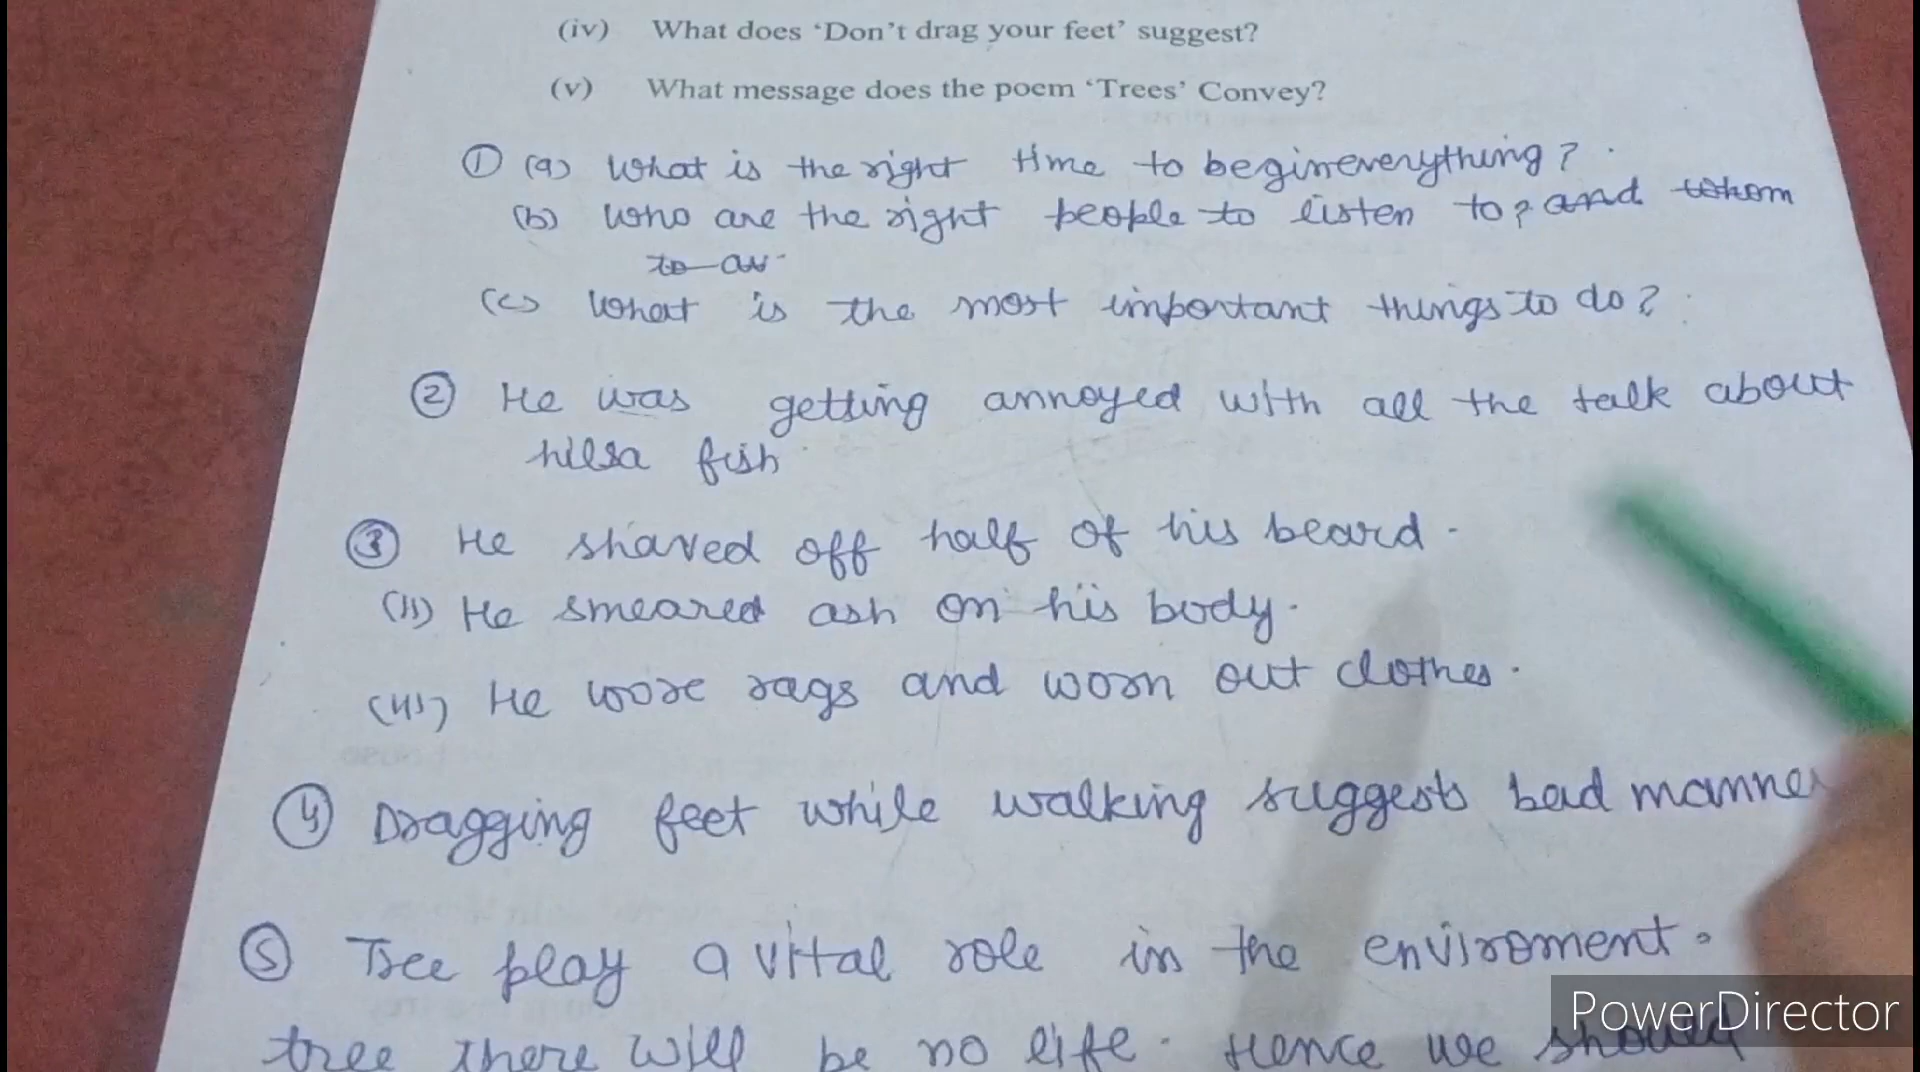 (iv) What does ‘Don’t drag your feet’ suggest?
(v) What message does the poem ‘Trees’ Convey?
① (a) What is the right time to begin everything?
(b) Who are the right people to listen to? and whom
to av
(c) What is the most important things to do?
② He was getting annoyed with all the talk about
hilsa fish
③ He shaved off half of his beard.
(ii) He smeared ash on his body.
(iii) He wore rags and worn out clothes.
④ Dragging feet while walking suggests bad manner
⑤ Tree play a vital role in the enviroment.
tree there will be no life. Hence we should
PowerDirector